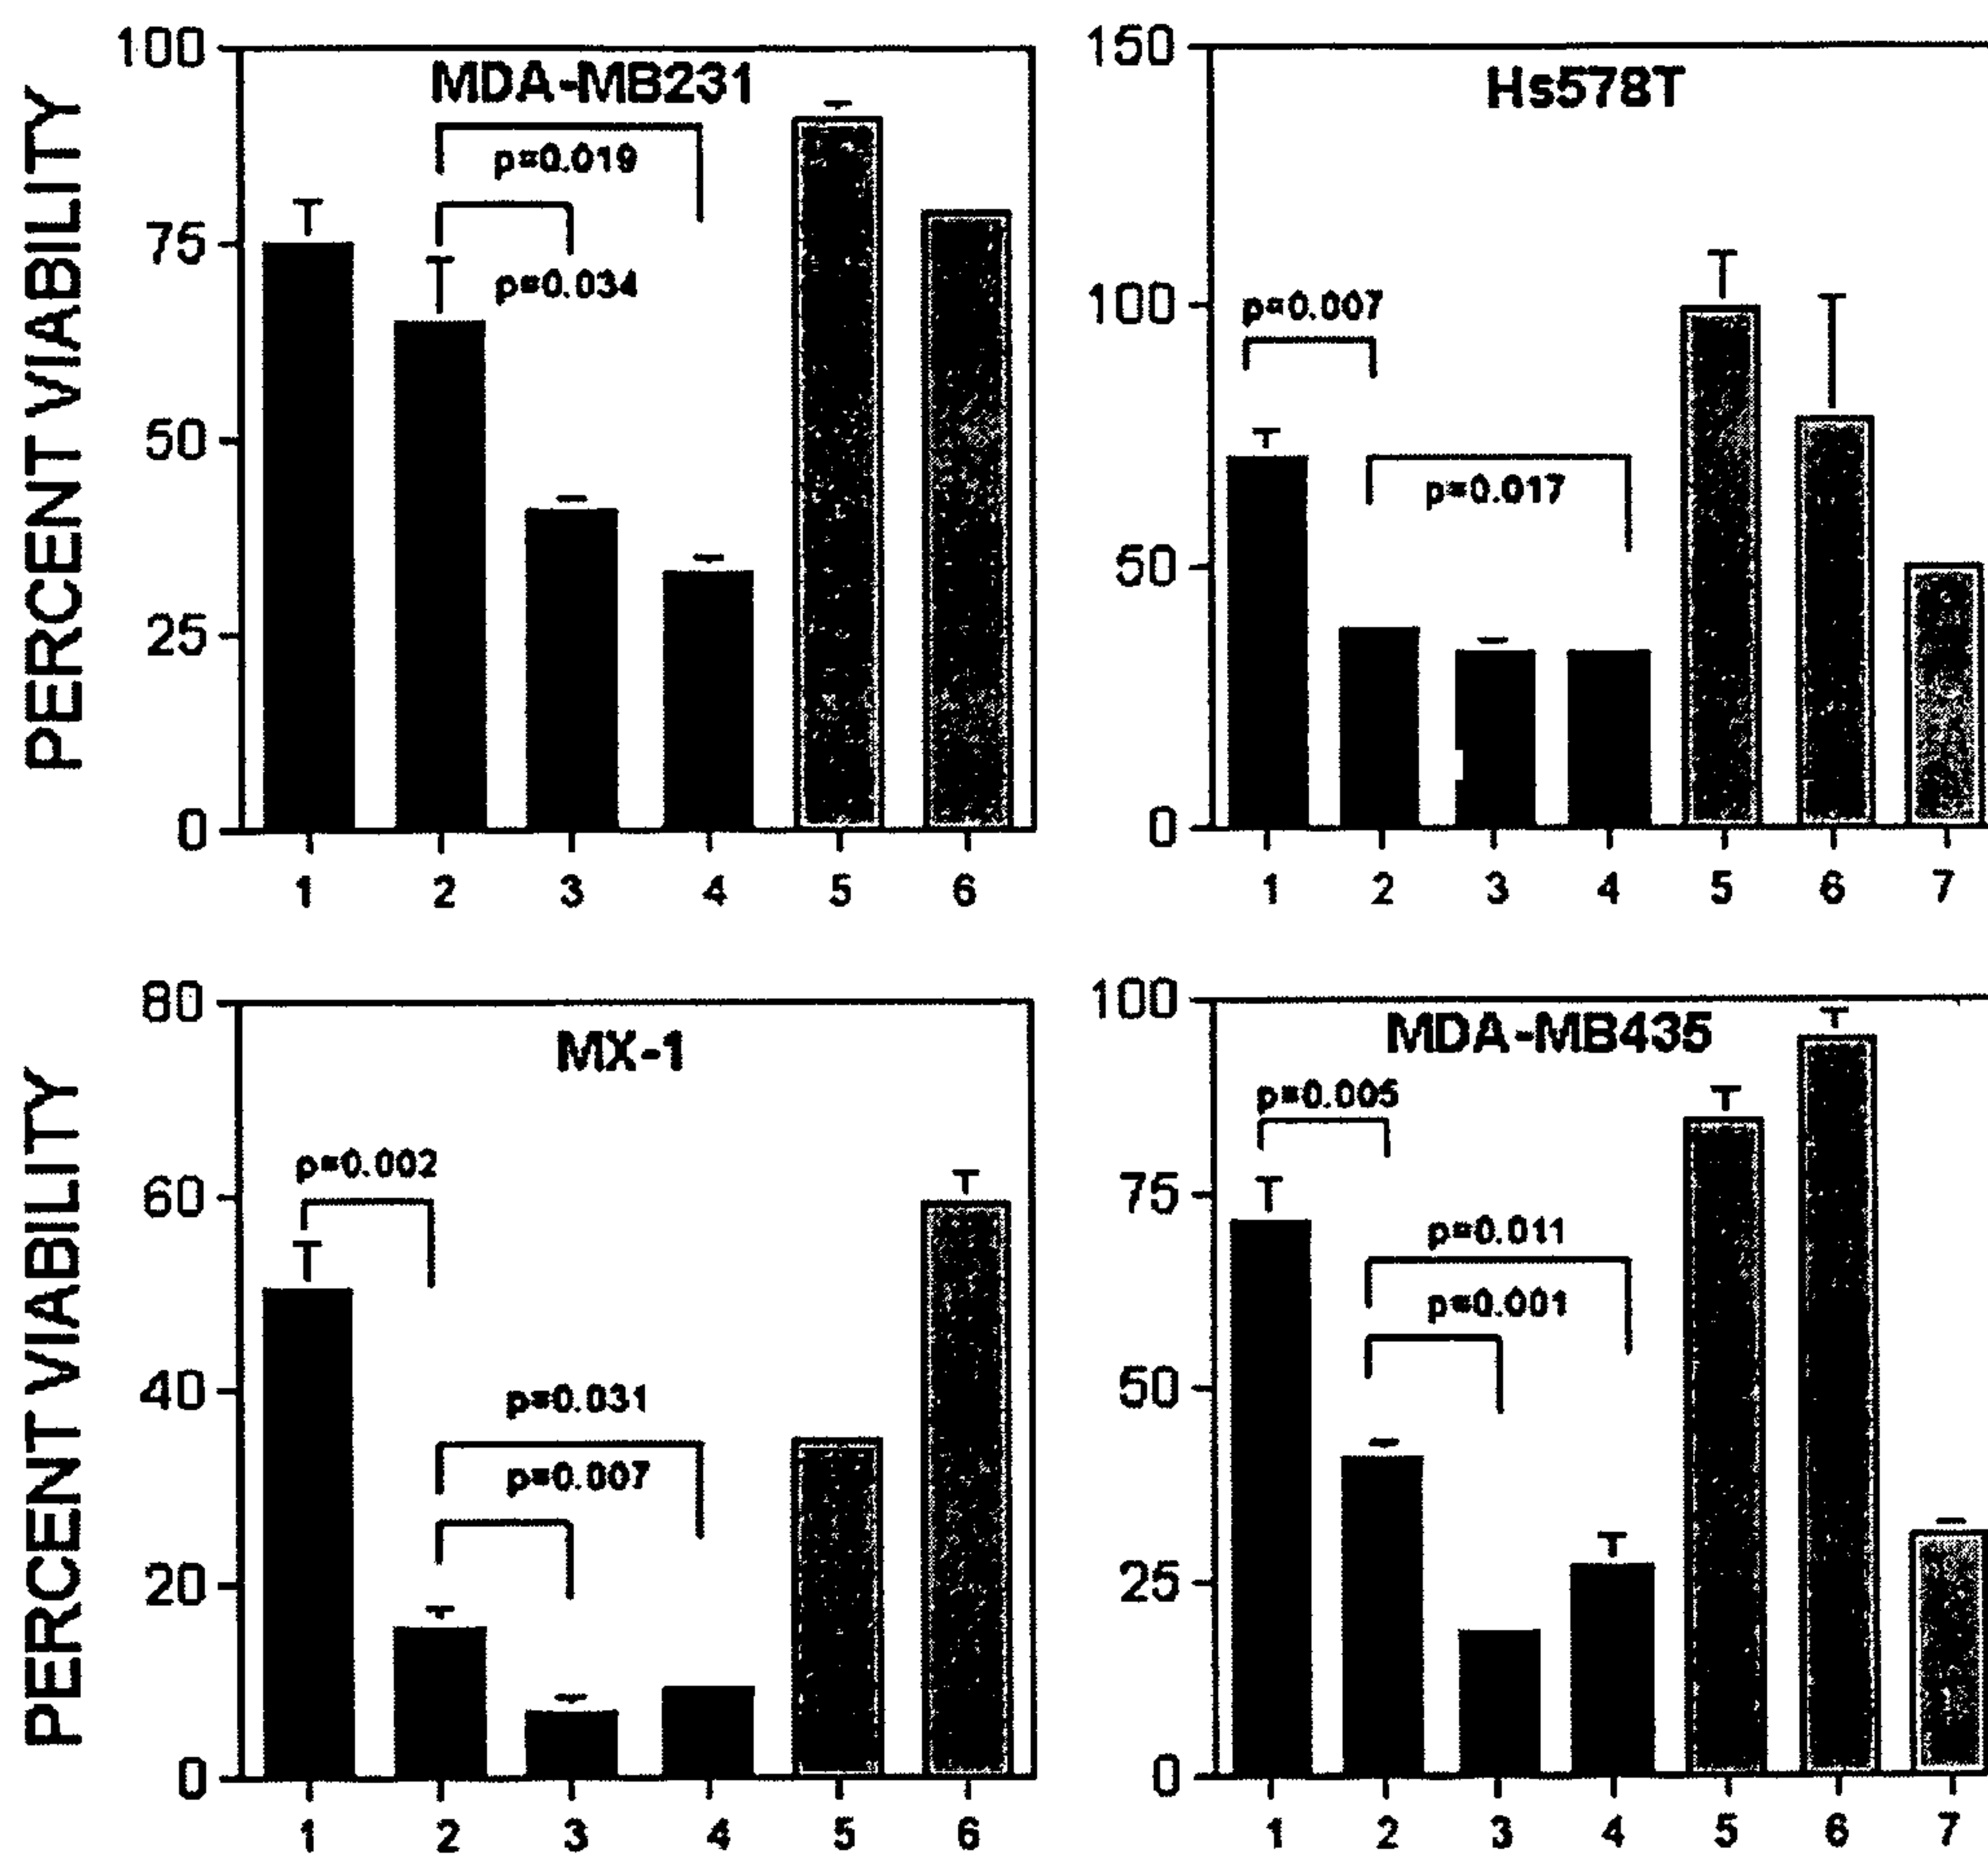 PERCENT VIABILITY
100
75
50
25
0
MDA-MB231
p=0.019
p=0.034
1 2 3 4 5 6
150
100
50
0
Hs578T
p=0.007
p=0.017
1 2 3 4 5 6 7
PERCENT VIABILITY
80
60
40
20
0
MX-1
p=0.002
p=0.031
p=0.007
1 2 3 4 5 6
100
75
50
25
0
MDA-MB435
p=0.005
p=0.011
p=0.001
1 2 3 4 5 6 7